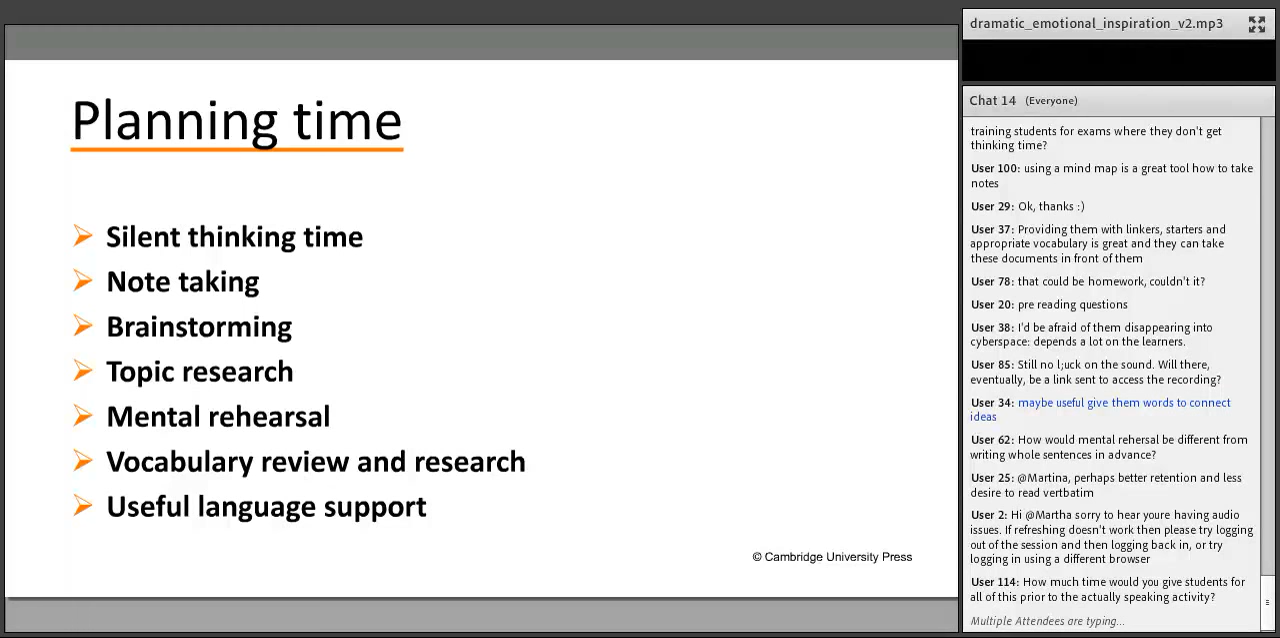 Planning time
Silent thinking time
Note taking
Brainstorming
Topic research
Mental rehearsal
Vocabulary review and research
Useful language support
© Cambridge University Press
dramatic_emotional_inspiration_v2.mp3
Chat 14 (Everyone)
training students for exams where they don't get
thinking time?
User 100: using a mind map is a great tool how to take
notes
User 29: Ok, thanks :)
User 37: Providing them with linkers, starters and
appropriate vocabulary is great and they can take
these documents in front of them
User 78: that could be homework, couldn't it?
User 20: pre reading questions
User 38: I'd be afraid of them disappearing into
cyberspace: depends a lot on the learners.
User 85: Still no l;uck on the sound. Will there,
eventually, be a link sent to access the recording?
User 34: maybe useful give them words to connect
ideas
User 62: How would mental rehersal be different from
writing whole sentences in advance?
User 25: @Martina, perhaps better retention and less
desire to read vertbatim
User 2: Hi @Martha sorry to hear youre having audio
issues. If refreshing doesn't work then please try logging
out of the session and then logging back in, or try
logging in using a different browser
User 114: How much time would you give students for
all of this prior to the actually speaking activity?
Multiple Attendees are typing...